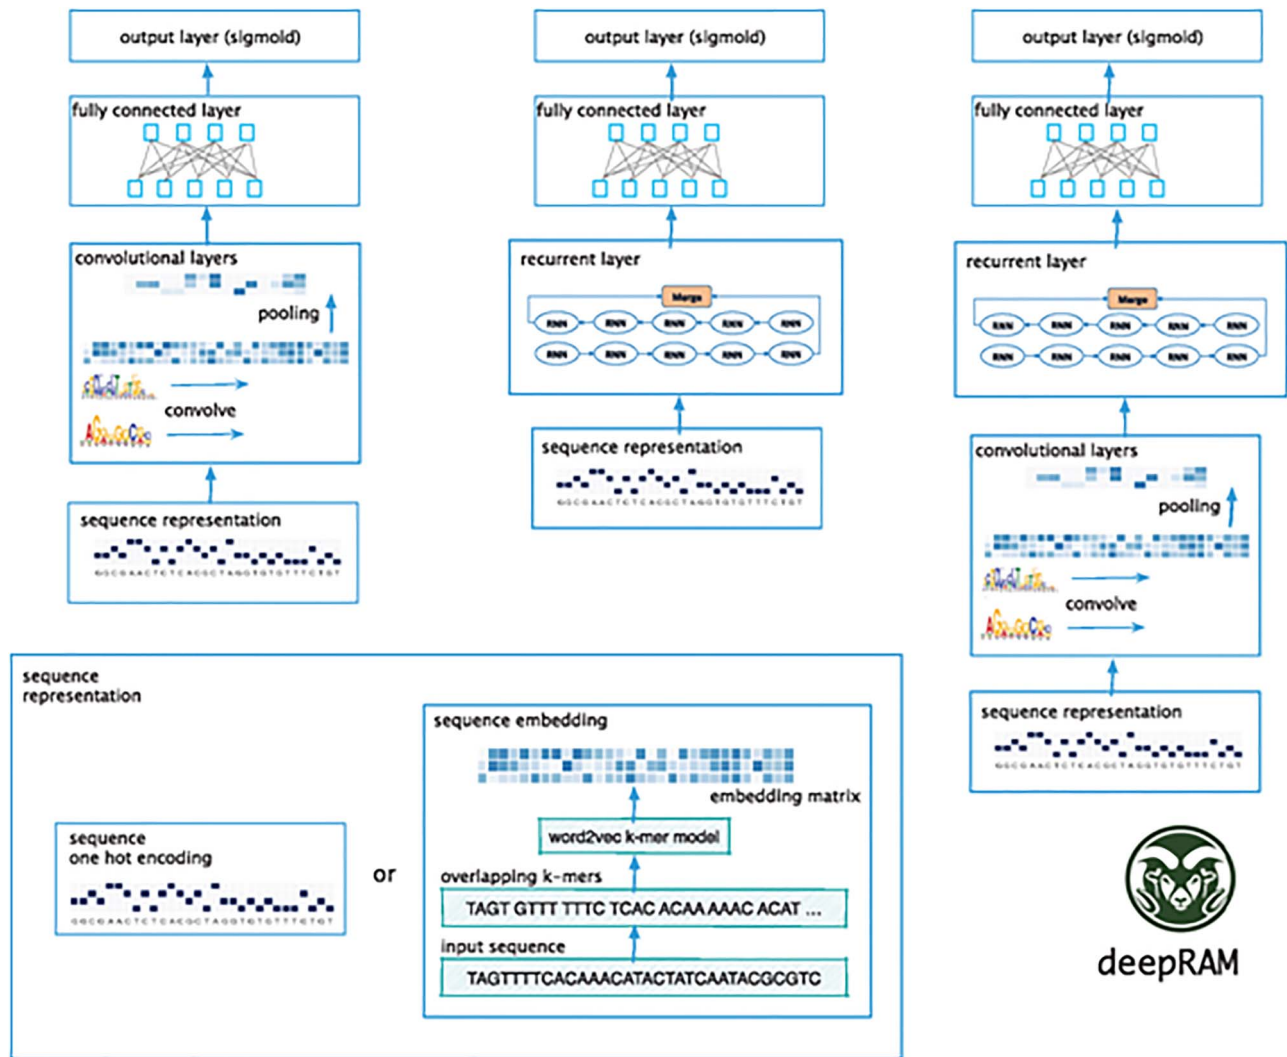 output layer (sigmoid)
fully connected layer
convolutional layers
pooling
convolve
sequence representation
GGCGAACTCTCACGCTAGGTGTGTTTCTGT
output layer (sigmoid)
fully connected layer
recurrent layer
Merge
RNN RNN RNN RNN RNN
RNN RNN RNN RNN RNN
sequence representation
GGCGAACTCTCACGCTAGGTGTGTTTCTGT
output layer (sigmoid)
fully connected layer
recurrent layer
Merge
RNN RNN RNN RNN RNN
RNN RNN RNN RNN RNN
convolutional layers
pooling
convolve
sequence representation
GGCGAACTCTCACGCTAGGTGTGTTTCTGT
sequence
representation
sequence
one hot encoding
GGCGAACTCTCACGCTAGGTGTGTTTCTGT
or
sequence embedding
embedding matrix
word2vec k-mer model
overlapping k-mers
TAGT GTTT TTTC TCAC ACAA AAAC ACAT ...
input sequence
TAGTTTTCACAAACATACTATCAATACGCGTC
deepRAM